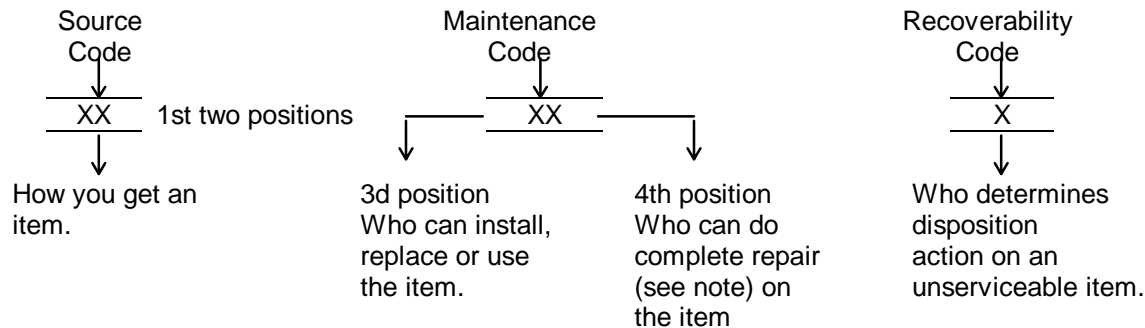 Source
Code
XX 1st two positions
How you get an
item.
Maintenance
Code
XX
3d position
Who can install,
replace or use
the item.
4th position
Who can do
complete repair
(see note) on
the item
Recoverability
Code
X
Who determines
disposition
action on an
unserviceable item.